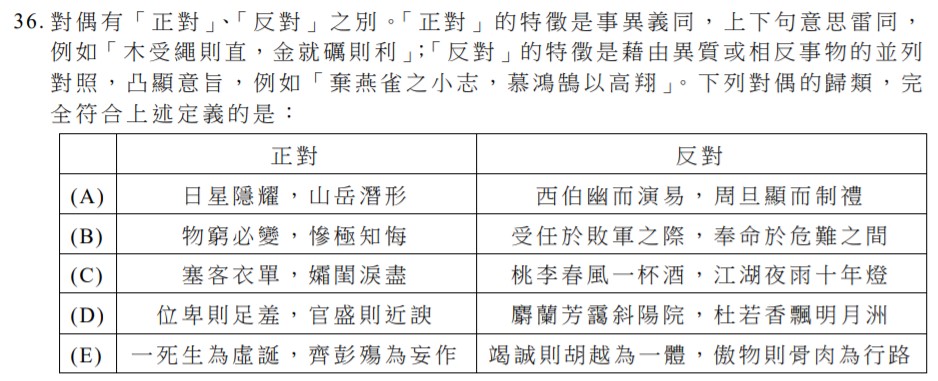 36. 對偶有「正對」、「反對」之別。「正對」的特徵是事異義同，上下句意思雷同，
例如「木受繩則直，金就礪則利」；「反對」的特徵是藉由異質或相反事物的並列
對照，凸顯意旨，例如「棄燕雀之小志，慕鴻鵠以高翔」。下列對偶的歸類，完
全符合上述定義的是：
正對 反對
(A) 日星隱耀，山岳潛形 西伯幽而演易，周旦顯而制禮
(B) 物窮必變，慘極知悔 受任於敗軍之際，奉命於危難之間
(C) 塞客衣單，孀閨淚盡 桃李春風一杯酒，江湖夜雨十年燈
(D) 位卑則足羞，官盛則近諛 麝蘭芳靄斜陽院，杜若香飄明月洲
(E) 一死生為虛誕，齊彭殤為妄作 竭誠則胡越為一體，傲物則骨肉為行路